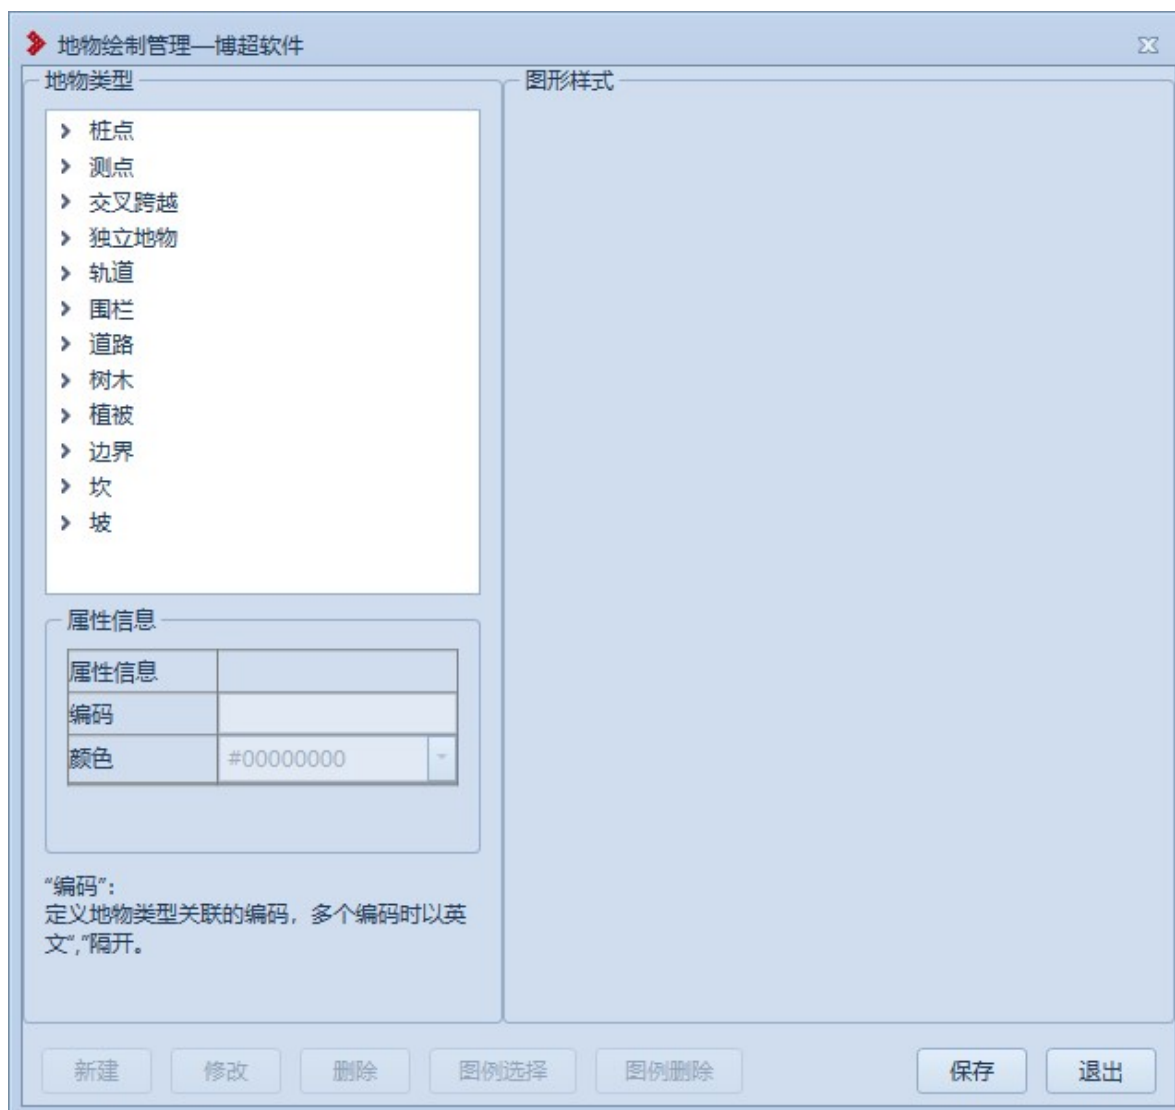 地物绘制管理—博超软件
地物类型
桩点
测点
交叉跨越
独立地物
轨道
围栏
道路
树木
植被
边界
坎
坡
属性信息
属性信息
编码
颜色 #00000000
“编码”：
定义地物类型关联的编码，多个编码时以英
文“,”隔开。
图形样式
新建 修改 删除 图例选择 图例删除 保存 退出